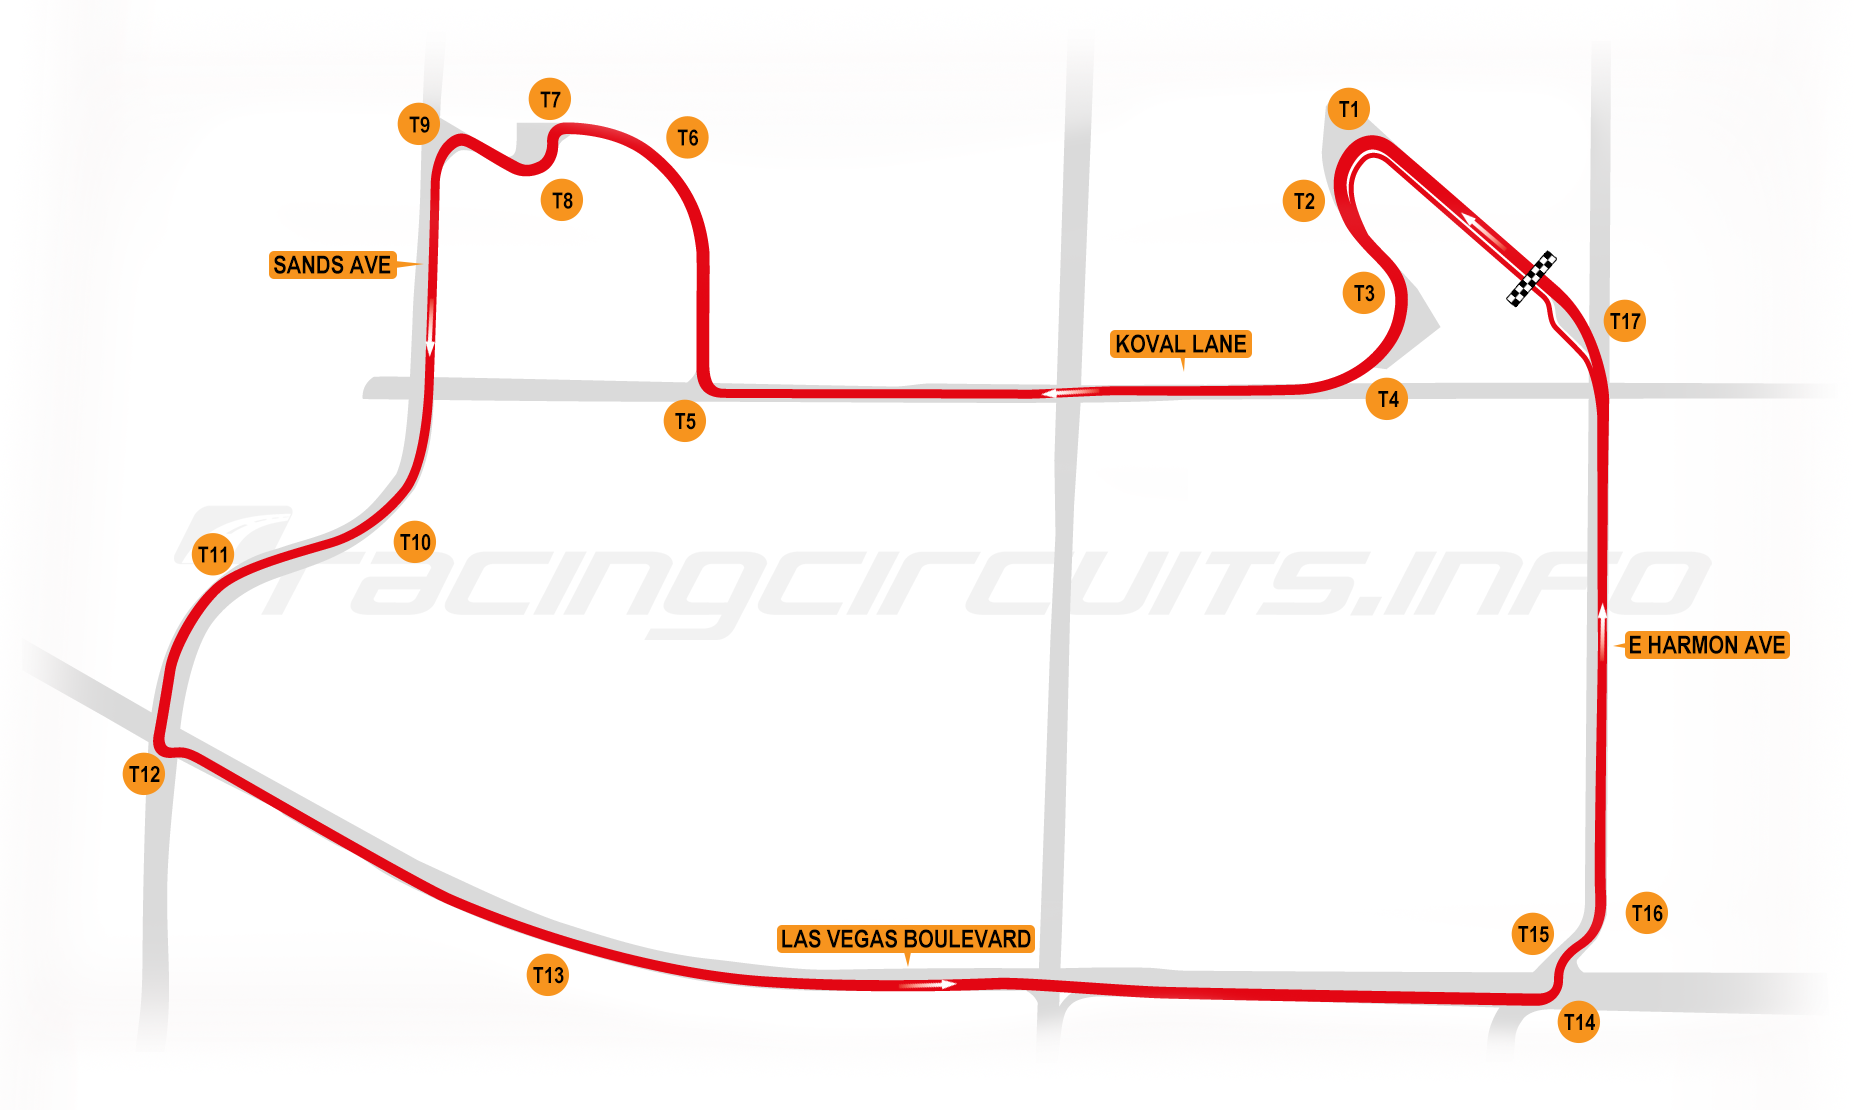 T7
T1
T9
T6
T8
T2
SANDS AVE
T3
T17
KOVAL LANE
T4
T5
T10
T11
racingcircuits.info
E HARMON AVE
T12
T16
T15
LAS VEGAS BOULEVARD
T13
T14